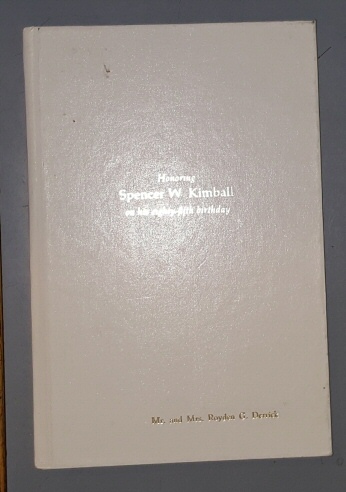 Honoring
Spencer W. Kimball
on his eighty-fifth birthday
Mr. and Mrs. Royden G. Derrick